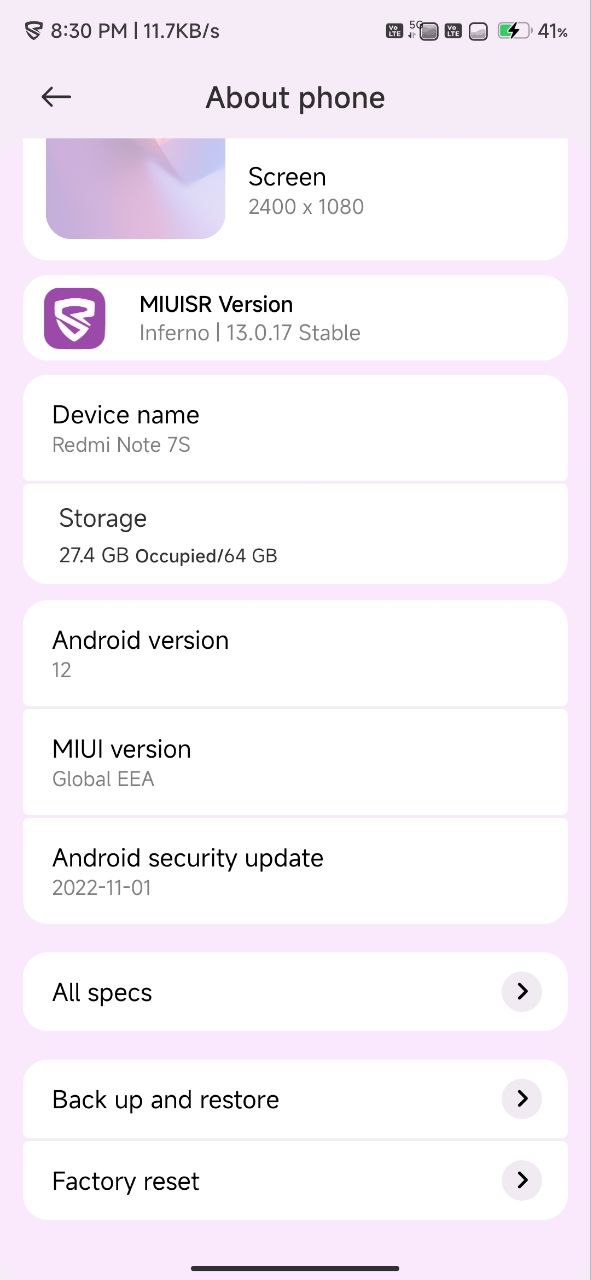 8:30 PM | 11.7KB/s
Vo LTE 5G Vo LTE 41%
About phone
Screen
2400 x 1080
MIUISR Version
Inferno | 13.0.17 Stable
Device name
Redmi Note 7S
Storage
27.4 GB Occupied/64 GB
Android version
12
MIUI version
Global EEA
Android security update
2022-11-01
All specs
Back up and restore
Factory reset